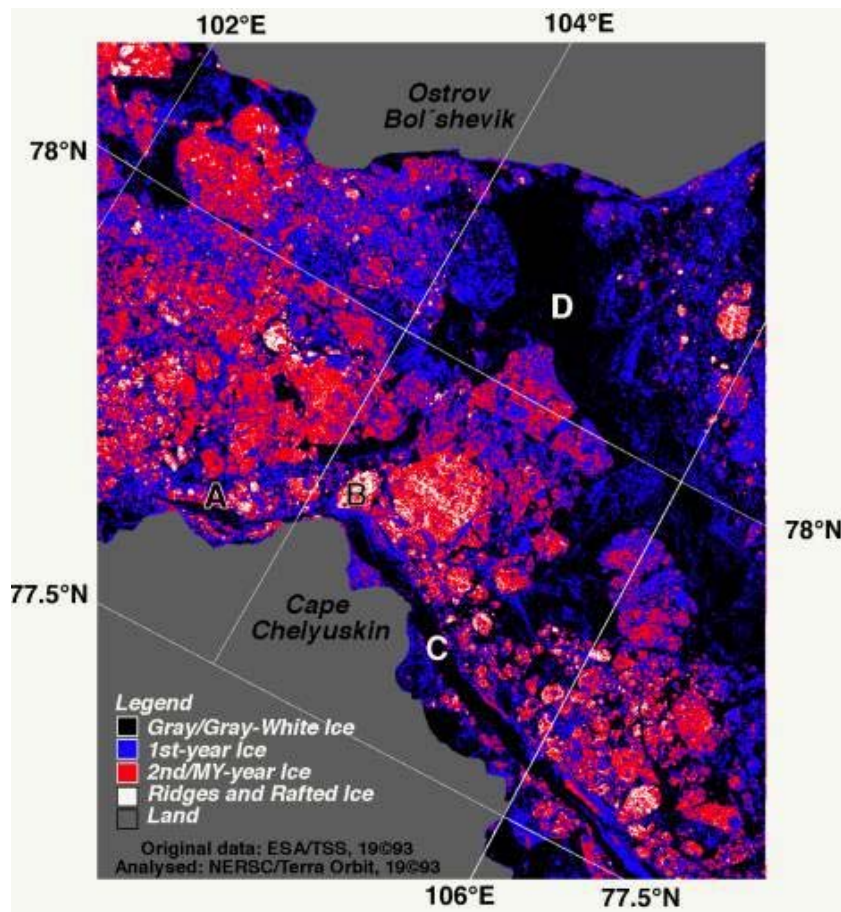 102°E
104°E
Ostrov
Bol´shevik
78°N
D
A
B
78°N
77.5°N
Cape
Chelyuskin
C
Legend
Gray/Gray-White Ice
1st-year Ice
2nd/MY-year Ice
Ridges and Rafted Ice
Land
Original data: ESA/TSS, 19©93
Analysed: NERSC/Terra Orbit, 19©93
106°E
77.5°N